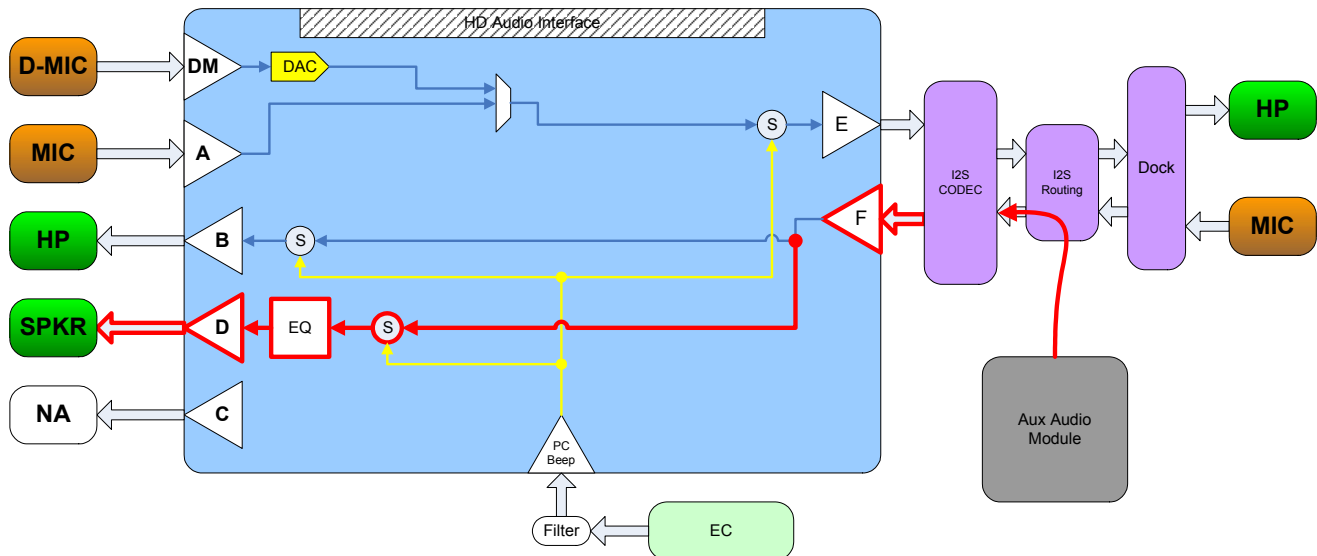 HD Audio Interface
D-MIC
DM
DAC
MIC
A
S
E
HP
B
S
F
SPKR
D
EQ
S
NA
C
PC
Beep
Filter
EC
I2S
CODEC
I2S
Routing
Dock
HP
MIC
Aux Audio
Module